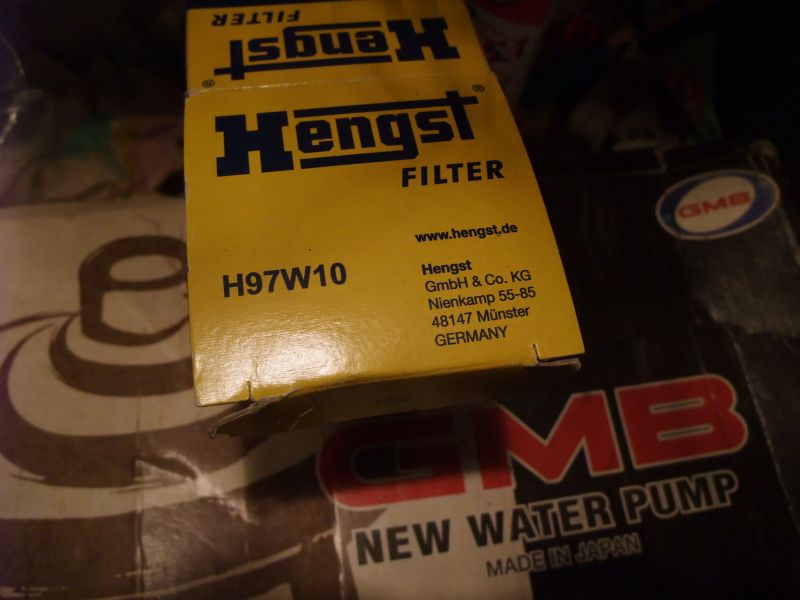 Hengst
FILTER
Hengst
FILTER
www.hengst.de
H97W10
Hengst
GmbH & Co. KG
Nienkamp 55-85
48147 Münster
GERMANY
GMB
GMB
NEW WATER PUMP
MADE IN JAPAN